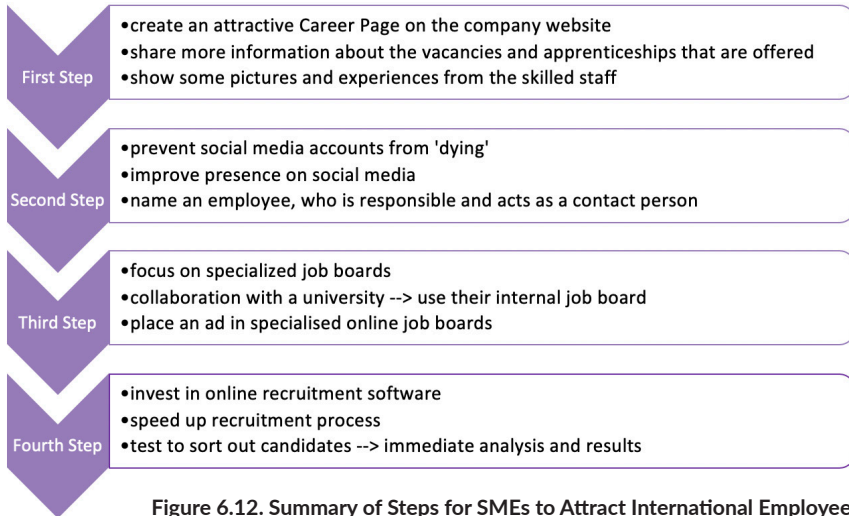 First Step
•create an attractive Career Page on the company website
•share more information about the vacancies and apprenticeships that are offered
•show some pictures and experiences from the skilled staff
Second Step
•prevent social media accounts from 'dying'
•improve presence on social media
•name an employee, who is responsible and acts as a contact person
Third Step
•focus on specialized job boards
•collaboration with a university --> use their internal job board
•place an ad in specialised online job boards
Fourth Step
•invest in online recruitment software
•speed up recruitment process
•test to sort out candidates --> immediate analysis and results
Figure 6.12. Summary of Steps for SMEs to Attract International Employee